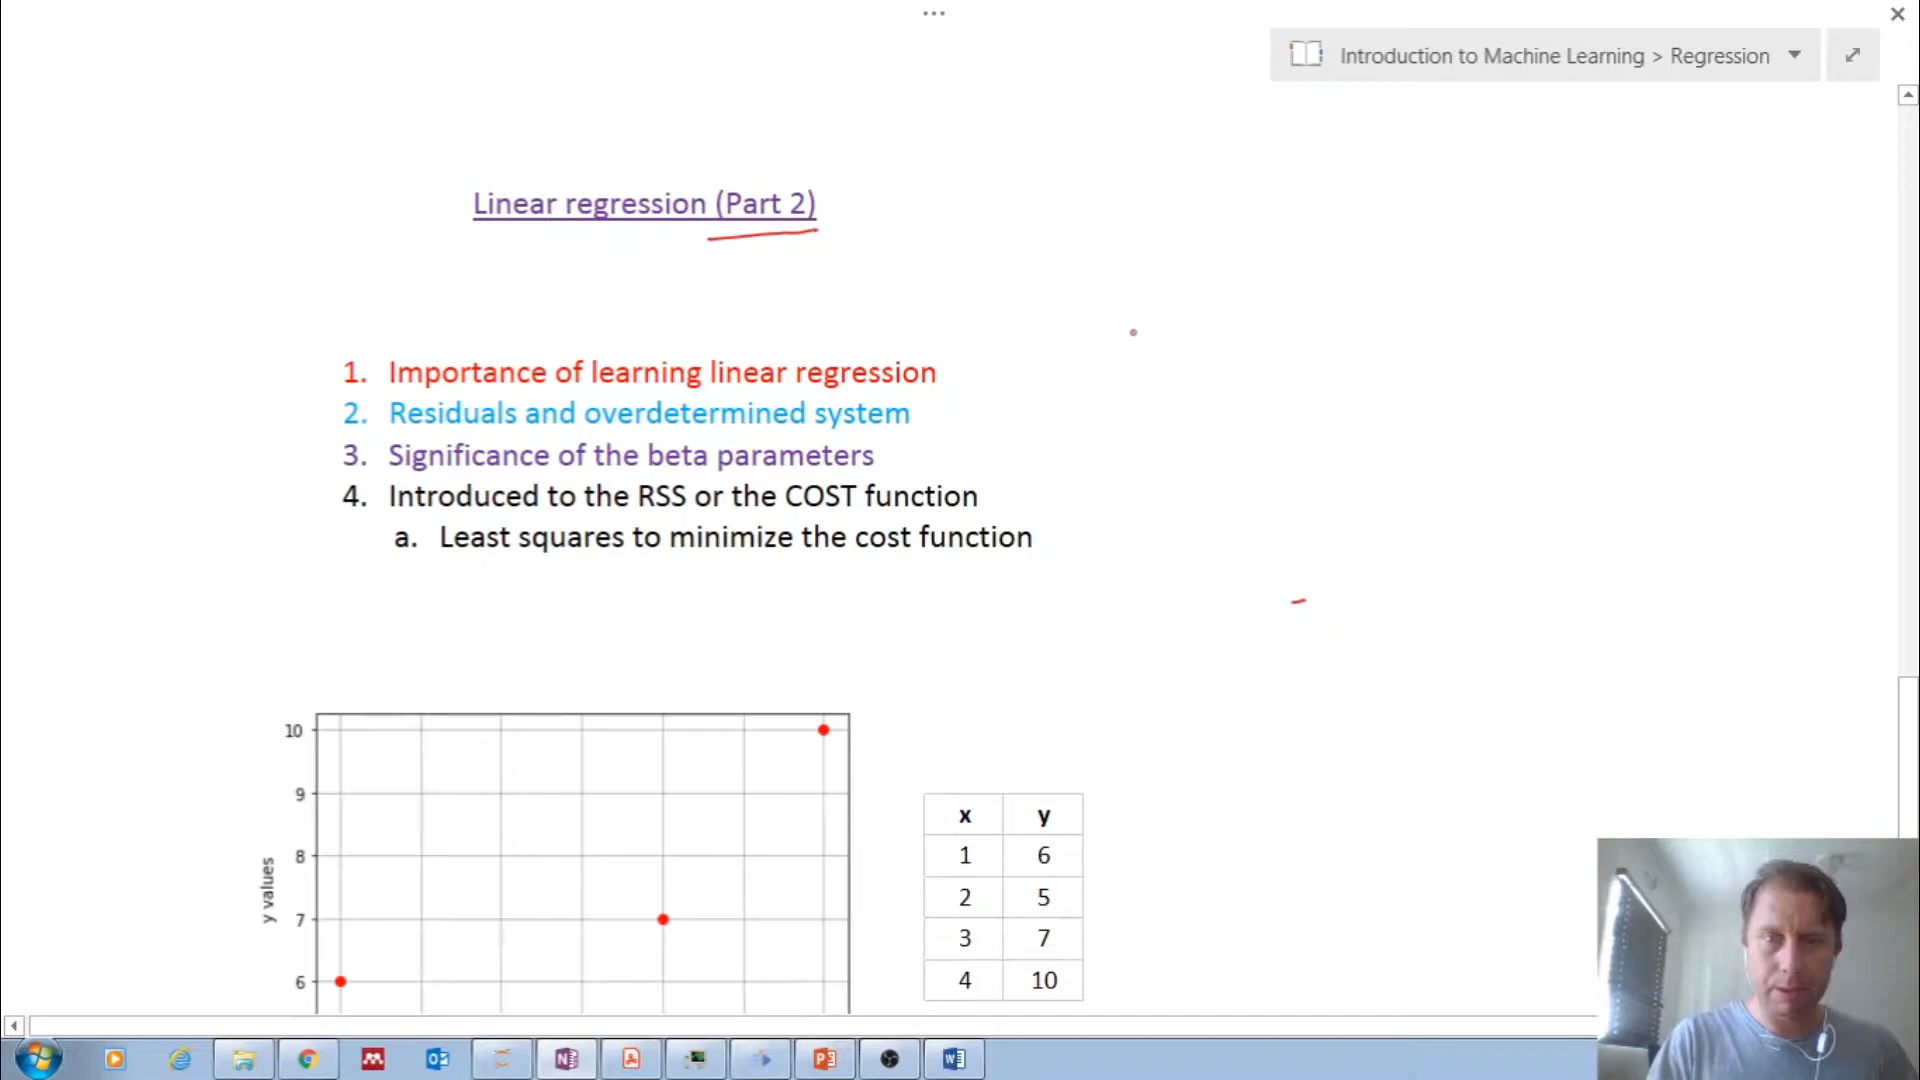 Introduction to Machine Learning > Regression
Linear regression (Part 2)
1. Importance of learning linear regression
2. Residuals and overdetermined system
3. Significance of the beta parameters
4. Introduced to the RSS or the COST function
a. Least squares to minimize the cost function
10
9
8
7
6
y values
x y
1 6
2 5
3 7
4 10